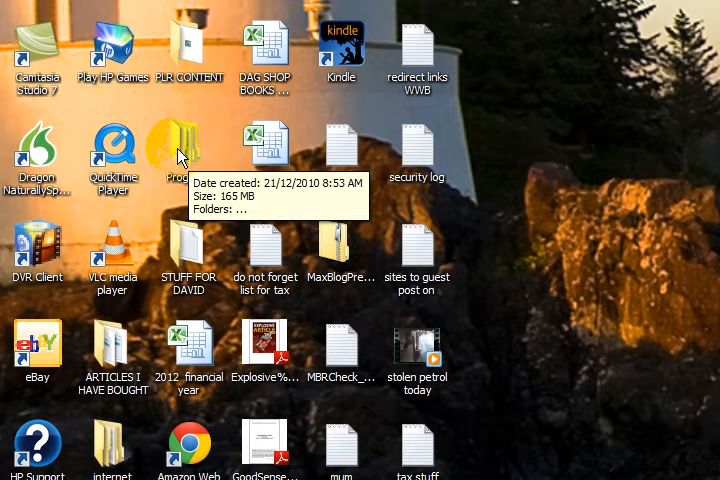 kindle
Camtasia
Studio 7
Play HP Games
PLR CONTENT
DAG SHOP
BOOKS ...
Kindle
redirect links
WWB
Dragon
NaturallySp...
QuickTime
Player
security log
Date created: 21/12/2010 8:53 AM
Size: 165 MB
Folders: ...
DVR Client
VLC media
player
STUFF FOR
DAVID
do not forget
list for tax
MaxBlogPre...
sites to guest
post on
ebY
EXPLOSIVE
ARTICLE
eBay
ARTICLES I
HAVE BOUGHT
2012 financial
year
Explosive%...
MBRCheck_...
stolen petrol
today
HP Support
internet
Amazon Web
GoodSense...
mum
tax stuff